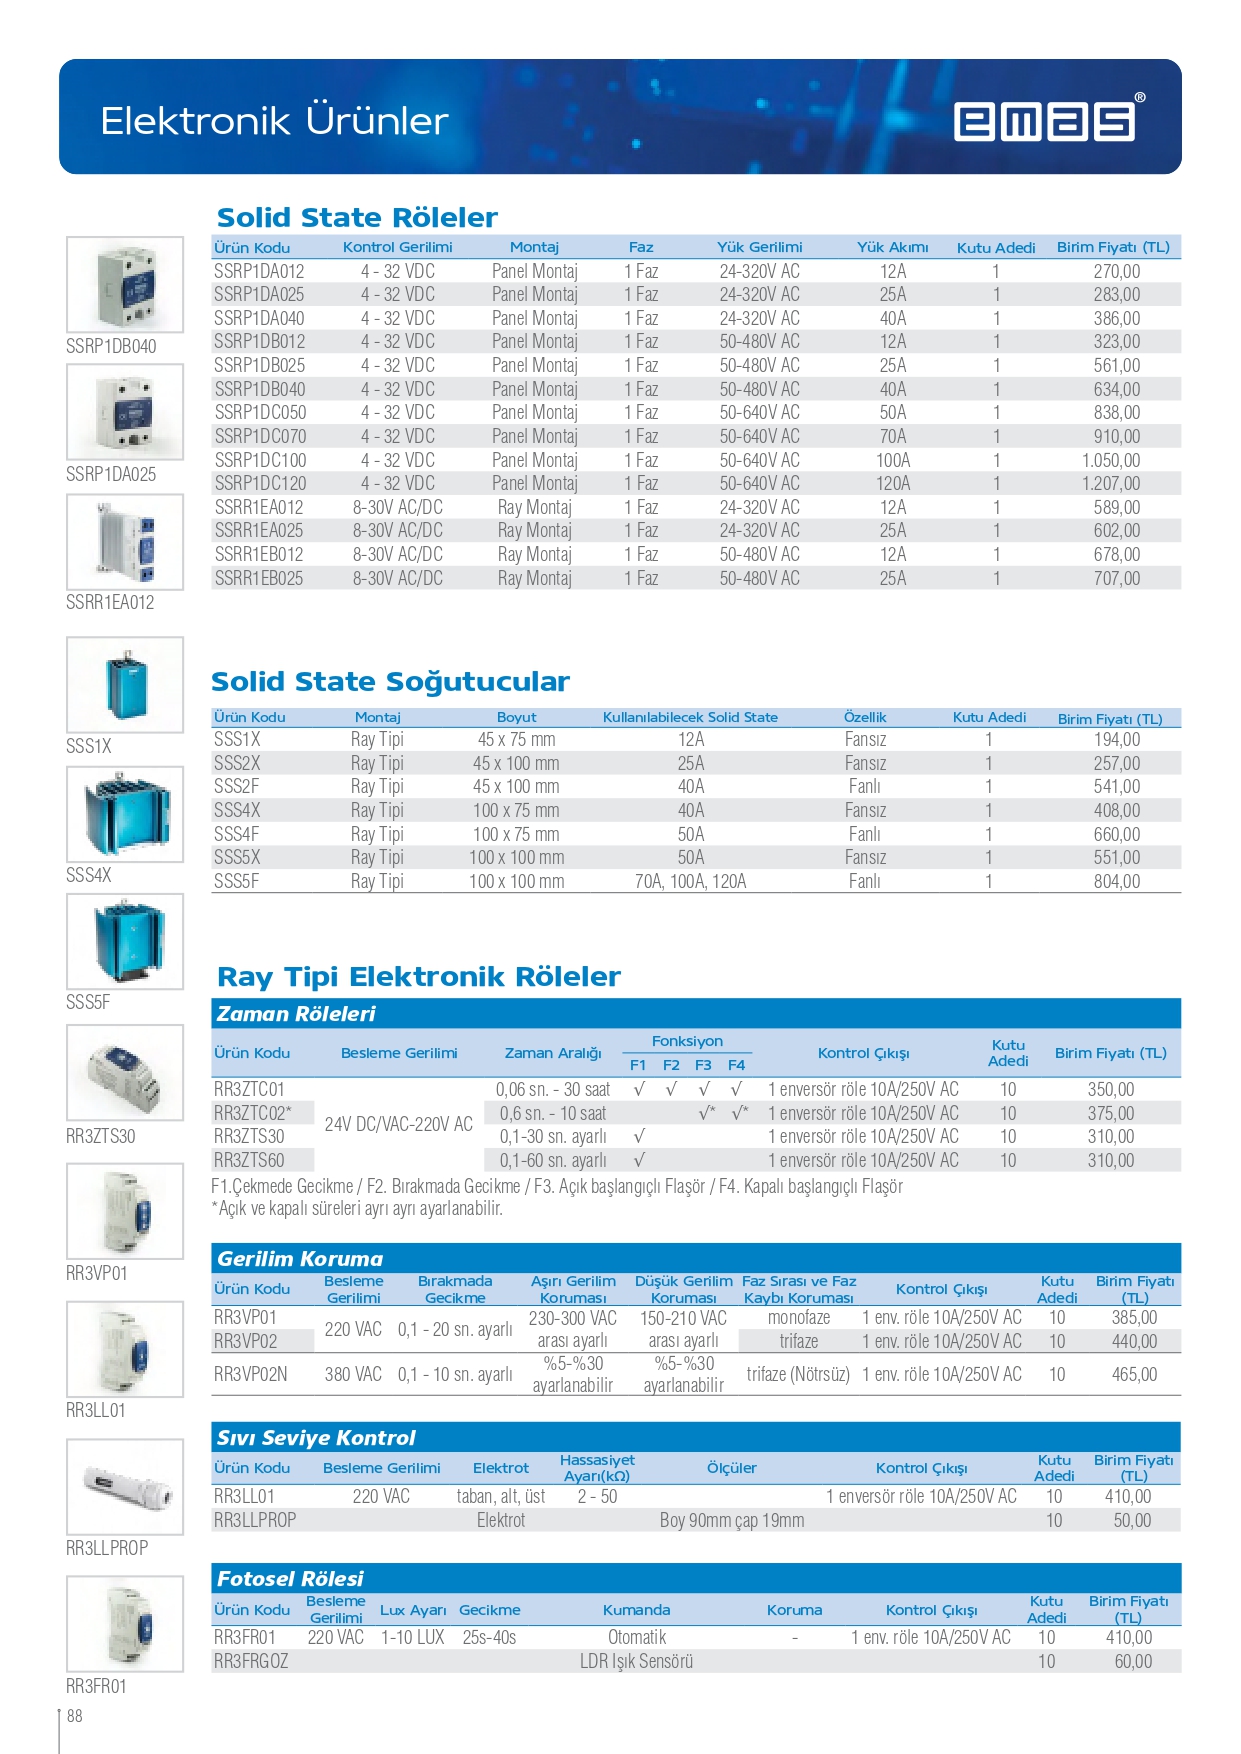 Elektronik Ürünler
emas®
Solid State Röleler
Ürün Kodu Kontrol Gerilimi Montaj Faz Yük Gerilimi Yük Akımı Kutu Adedi Birim Fiyatı (TL)
SSRP1DA012 4 - 32 VDC Panel Montaj 1 Faz 24-320V AC 12A 1 270,00
SSRP1DA025 4 - 32 VDC Panel Montaj 1 Faz 24-320V AC 25A 1 283,00
SSRP1DA040 4 - 32 VDC Panel Montaj 1 Faz 24-320V AC 40A 1 386,00
SSRP1DB012 4 - 32 VDC Panel Montaj 1 Faz 50-480V AC 12A 1 323,00
SSRP1DB025 4 - 32 VDC Panel Montaj 1 Faz 50-480V AC 25A 1 561,00
SSRP1DB040 4 - 32 VDC Panel Montaj 1 Faz 50-480V AC 40A 1 634,00
SSRP1DC050 4 - 32 VDC Panel Montaj 1 Faz 50-640V AC 50A 1 838,00
SSRP1DC070 4 - 32 VDC Panel Montaj 1 Faz 50-640V AC 70A 1 910,00
SSRP1DC100 4 - 32 VDC Panel Montaj 1 Faz 50-640V AC 100A 1 1.050,00
SSRP1DC120 4 - 32 VDC Panel Montaj 1 Faz 50-640V AC 120A 1 1.207,00
SSRR1EA012 8-30V AC/DC Ray Montaj 1 Faz 24-320V AC 12A 1 589,00
SSRR1EA025 8-30V AC/DC Ray Montaj 1 Faz 24-320V AC 25A 1 602,00
SSRR1EB012 8-30V AC/DC Ray Montaj 1 Faz 50-480V AC 12A 1 678,00
SSRR1EB025 8-30V AC/DC Ray Montaj 1 Faz 50-480V AC 25A 1 707,00
SSRP1DB040
SSRP1DA025
SSRR1EA012
Solid State Soğutucular
Ürün Kodu Montaj Boyut Kullanılabilecek Solid State Özellik Kutu Adedi Birim Fiyatı (TL)
SSS1X Ray Tipi 45 x 75 mm 12A Fansız 1 194,00
SSS2X Ray Tipi 45 x 100 mm 25A Fansız 1 257,00
SSS2F Ray Tipi 45 x 100 mm 40A Fanlı 1 541,00
SSS4X Ray Tipi 100 x 75 mm 40A Fansız 1 408,00
SSS4F Ray Tipi 100 x 75 mm 50A Fanlı 1 660,00
SSS5X Ray Tipi 100 x 100 mm 50A Fansız 1 551,00
SSS5F Ray Tipi 100 x 100 mm 70A, 100A, 120A Fanlı 1 804,00
SSS1X
SSS4X
SSS5F
Ray Tipi Elektronik Röleler
Zaman Röleleri
Ürün Kodu Besleme Gerilimi Zaman Aralığı Fonksiyon Kontrol Çıkışı Kutu Adedi Birim Fiyatı (TL)
F1 F2 F3 F4
RR3ZTC01 0,06 sn. - 30 saat √ √ √ √ 1 enversör röle 10A/250V AC 10 350,00
RR3ZTC02* 0,6 sn. - 10 saat √* √* 1 enversör röle 10A/250V AC 10 375,00
24V DC/VAC-220V AC
RR3ZTS30 0,1-30 sn. ayarlı √ 1 enversör röle 10A/250V AC 10 310,00
RR3ZTS60 0,1-60 sn. ayarlı √ 1 enversör röle 10A/250V AC 10 310,00
F1.Çekmede Gecikme / F2. Bırakmada Gecikme / F3. Açık başlangıçlı Flaşör / F4. Kapalı başlangıçlı Flaşör
*Açık ve kapalı süreleri ayrı ayrı ayarlanabilir.
RR3ZTS30
RR3VP01
RR3LL01
RR3LLPROP
RR3FR01
Gerilim Koruma
Ürün Kodu Besleme Gerilimi Bırakmada Gecikme Aşırı Gerilim Koruması Düşük Gerilim Koruması Faz Sırası ve Faz Kaybı Koruması Kontrol Çıkışı Kutu Adedi Birim Fiyatı (TL)
RR3VP01 220 VAC 0,1 - 20 sn. ayarlı 230-300 VAC arası ayarlı 150-210 VAC arası ayarlı monofaze 1 env. röle 10A/250V AC 10 385,00
RR3VP02 trifaze 1 env. röle 10A/250V AC 10 440,00
RR3VP02N 380 VAC 0,1 - 10 sn. ayarlı %5-%30 ayarlanabilir %5-%30 ayarlanabilir trifaze (Nötrsüz) 1 env. röle 10A/250V AC 10 465,00
Sıvı Seviye Kontrol
Ürün Kodu Besleme Gerilimi Elektrot Hassasiyet Ayarı(kΩ) Ölçüler Kontrol Çıkışı Kutu Adedi Birim Fiyatı (TL)
RR3LL01 220 VAC taban, alt, üst 2 - 50 1 enversör röle 10A/250V AC 10 410,00
RR3LLPROP Elektrot Boy 90mm çap 19mm 10 50,00
Fotosel Rölesi
Ürün Kodu Besleme Gerilimi Lux Ayarı Gecikme Kumanda Koruma Kontrol Çıkışı Kutu Adedi Birim Fiyatı (TL)
RR3FR01 220 VAC 1-10 LUX 25s-40s Otomatik - 1 env. röle 10A/250V AC 10 410,00
RR3FRGOZ LDR Işık Sensörü 10 60,00
88